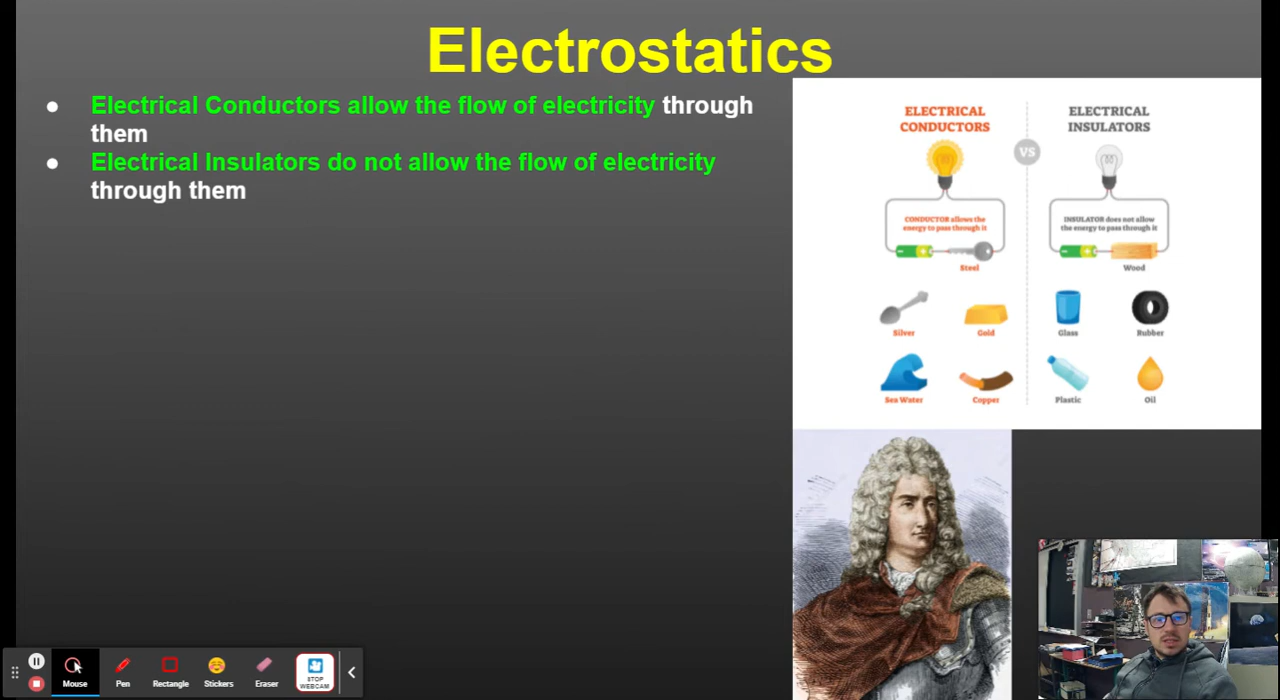 Electrostatics
● Electrical Conductors allow the flow of electricity through
them
● Electrical Insulators do not allow the flow of electricity
through them
ELECTRICAL
CONDUCTORS
VS
ELECTRICAL
INSULATORS
CONDUCTOR allows the
energy to pass through it
INSULATOR does not allow
the energy to pass through it
Steel
Wood
Silver
Gold
Glass
Rubber
Sea Water
Copper
Plastic
Oil
Mouse
Pen
Rectangle
Stickers
Eraser
STOP
WEBCAM